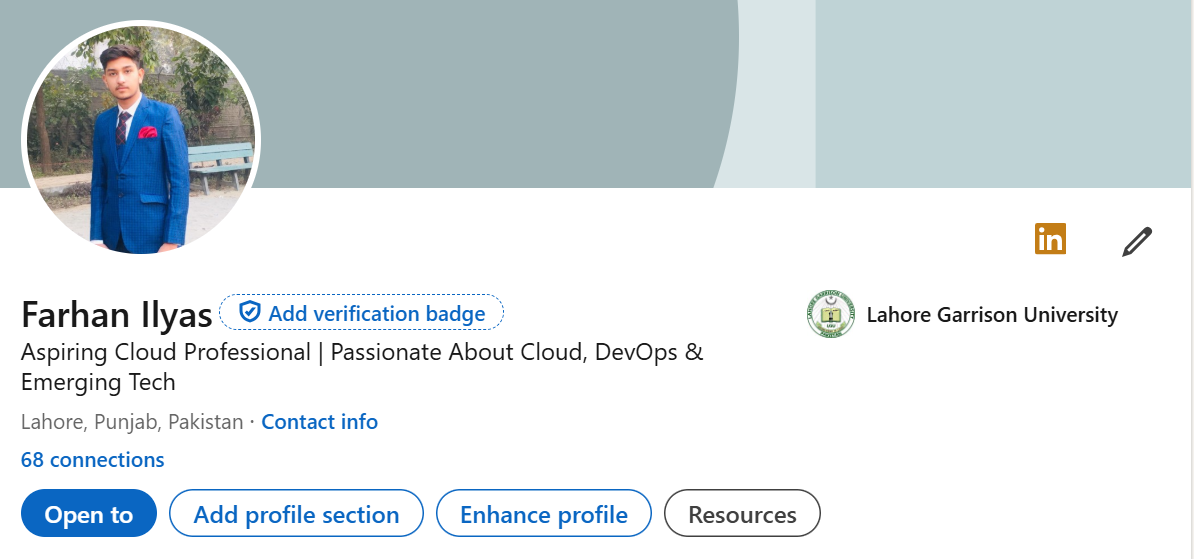 in
Farhan Ilyas Add verification badge
Lahore Garrison University
Aspiring Cloud Professional | Passionate About Cloud, DevOps &
Emerging Tech
Lahore, Punjab, Pakistan · Contact info
68 connections
Open to Add profile section Enhance profile Resources